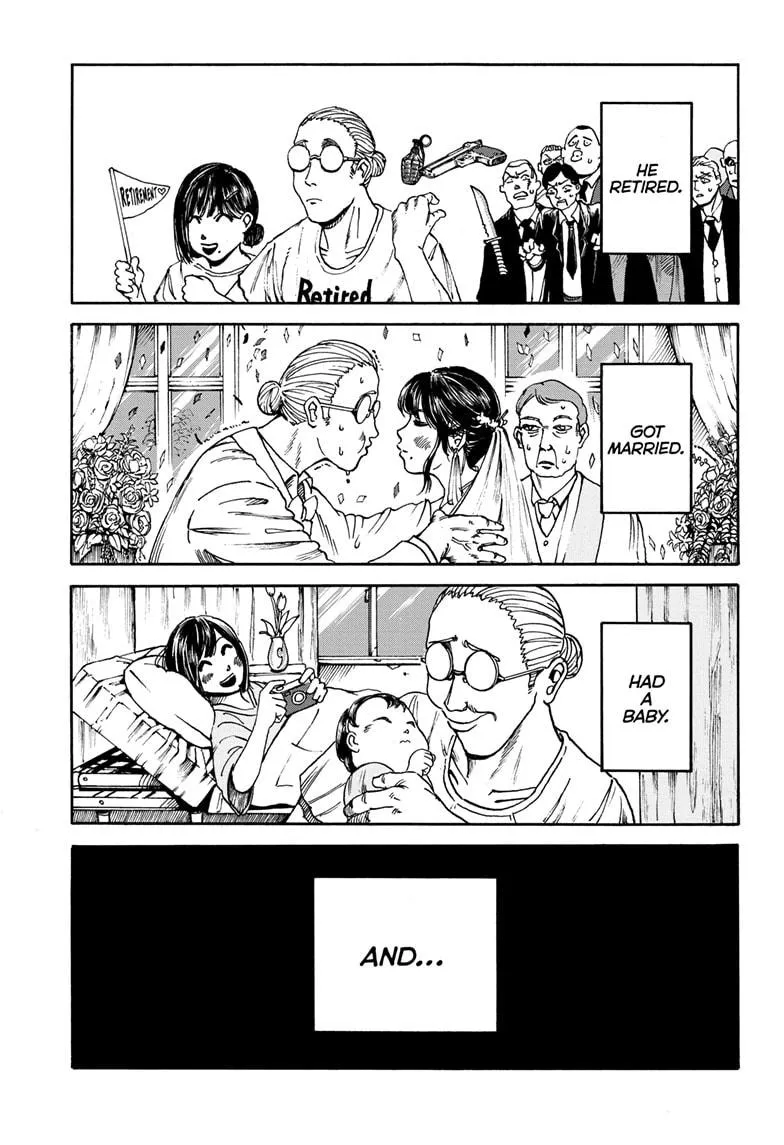 RETIREMENT♡
Retired
HE
RETIRED.
GOT
MARRIED.
HAD
A
BABY.
AND...